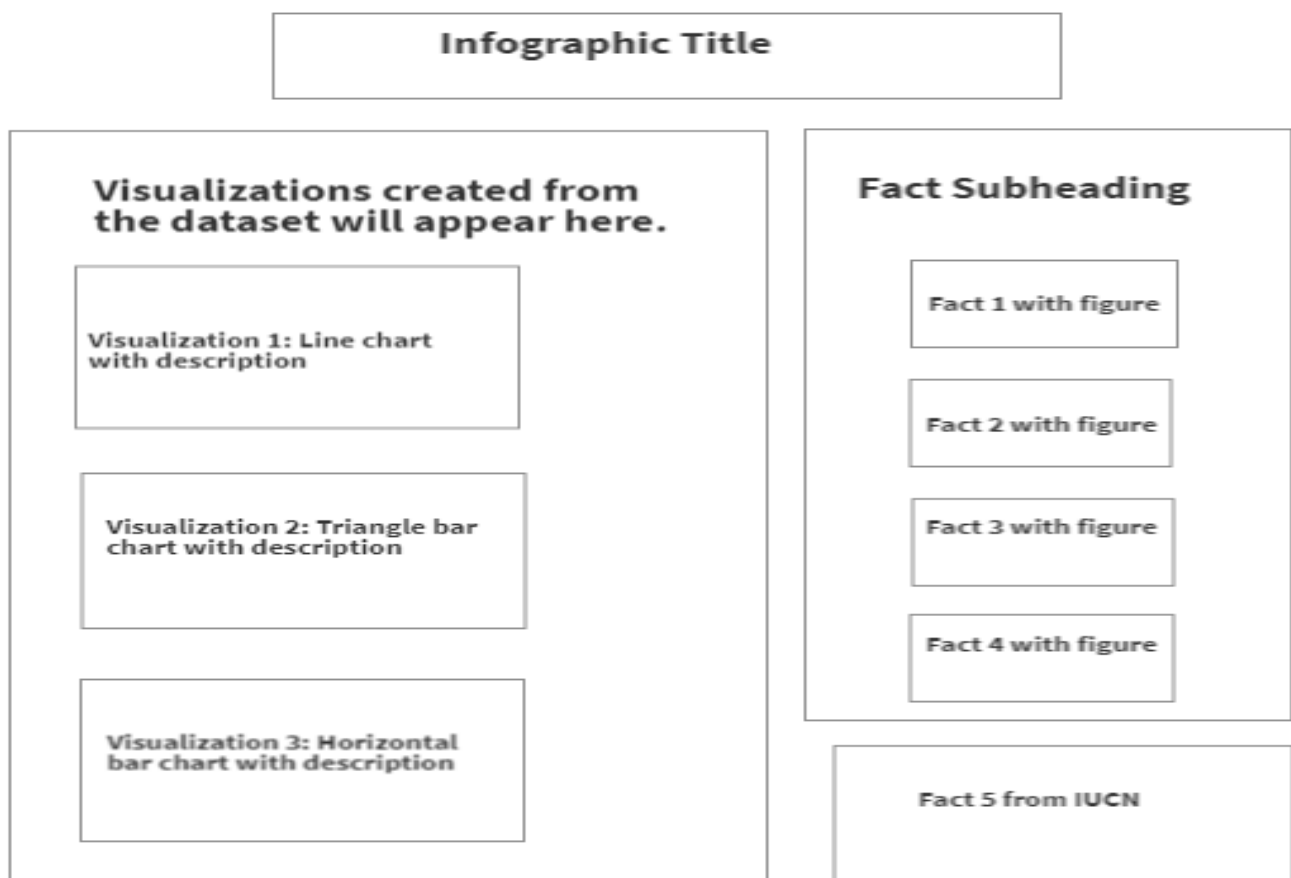 Infographic Title
Visualizations created from
the dataset will appear here.
Visualization 1: Line chart
with description
Visualization 2: Triangle bar
chart with description
Visualization 3: Horizontal
bar chart with description
Fact Subheading
Fact 1 with figure
Fact 2 with figure
Fact 3 with figure
Fact 4 with figure
Fact 5 from IUCN